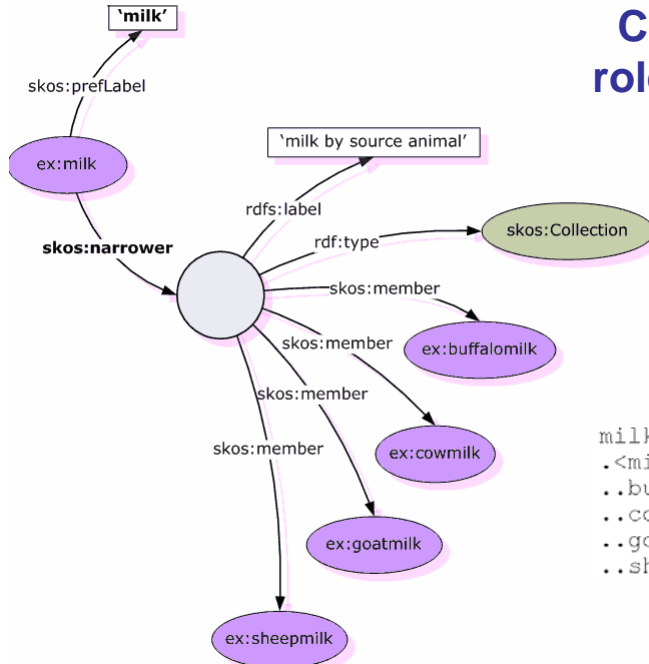 'milk'
skos:prefLabel
ex:milk
'milk by source animal'
rdfs:label
skos:narrower
rdf:type
skos:Collection
skos:member
ex:buffalomilk
skos:member
skos:member
ex:cowmilk
skos:member
ex:goatmilk
ex:sheepmilk
milk